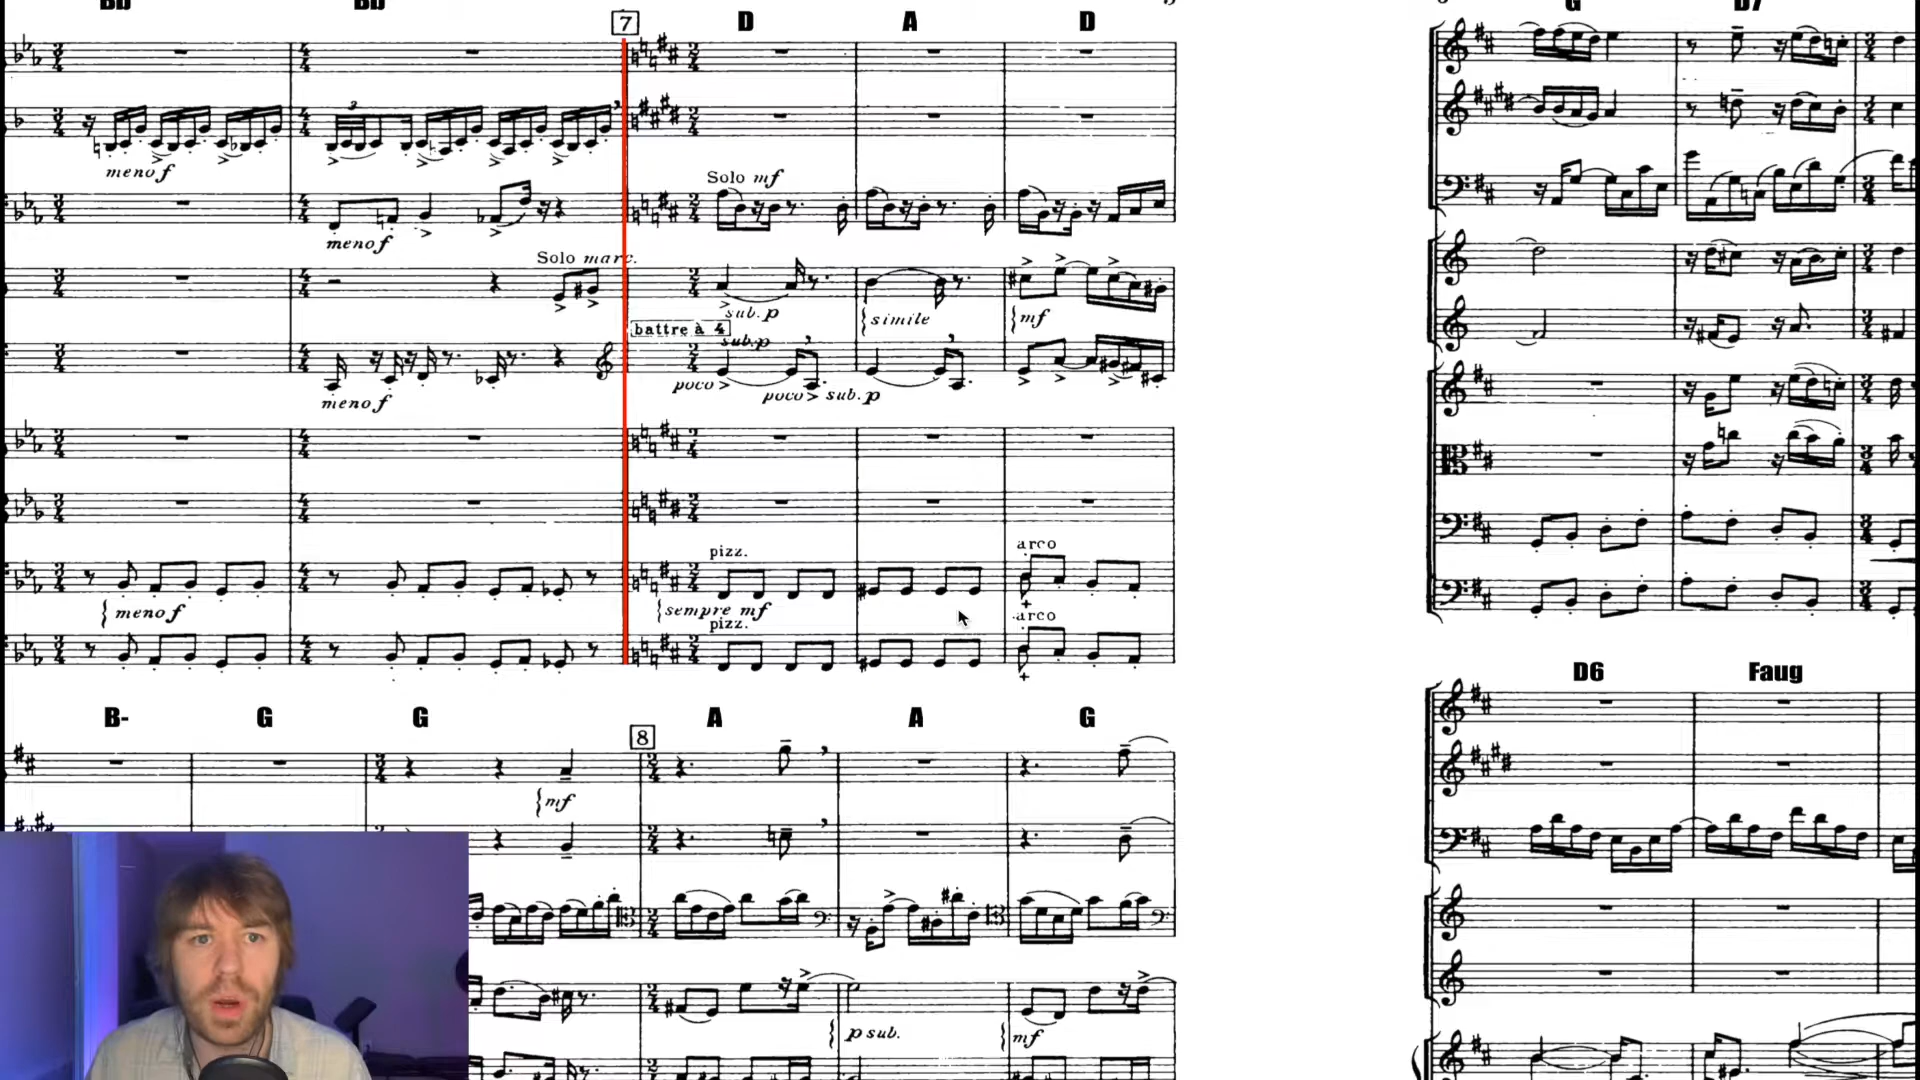 Bb Bb
7 D A D
G D7
3
meno f
Solo mf
meno f
Solo marc.
sub. p simile mf
battre à 4
sub. p
poco
meno f
poco sub. p
pizz. arco
meno f sempre mf
pizz. arco
B- G G 8 A A G
D6 Faug
mf
p sub. mf